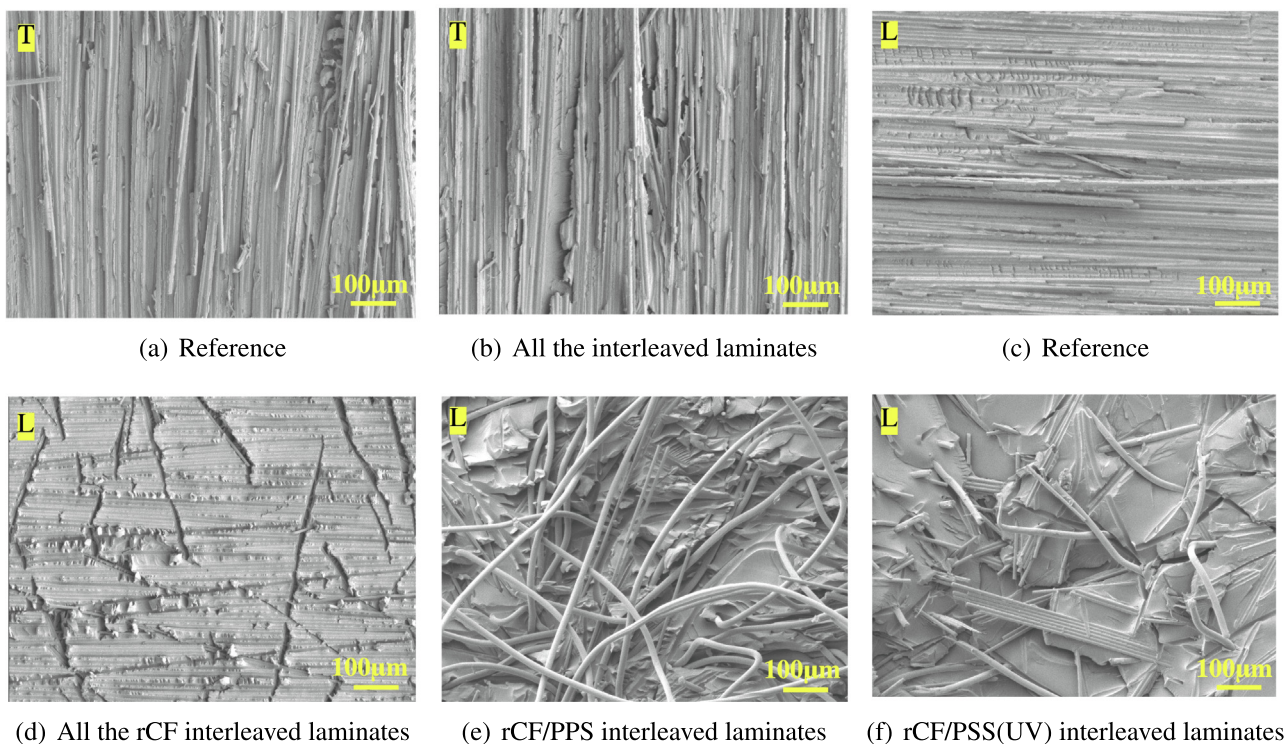 T
100μm
T
100μm
L
100μm
(a) Reference
(b) All the interleaved laminates
(c) Reference
L
100μm
L
100μm
L
100μm
(d) All the rCF interleaved laminates
(e) rCF/PPS interleaved laminates
(f) rCF/PSS(UV) interleaved laminates